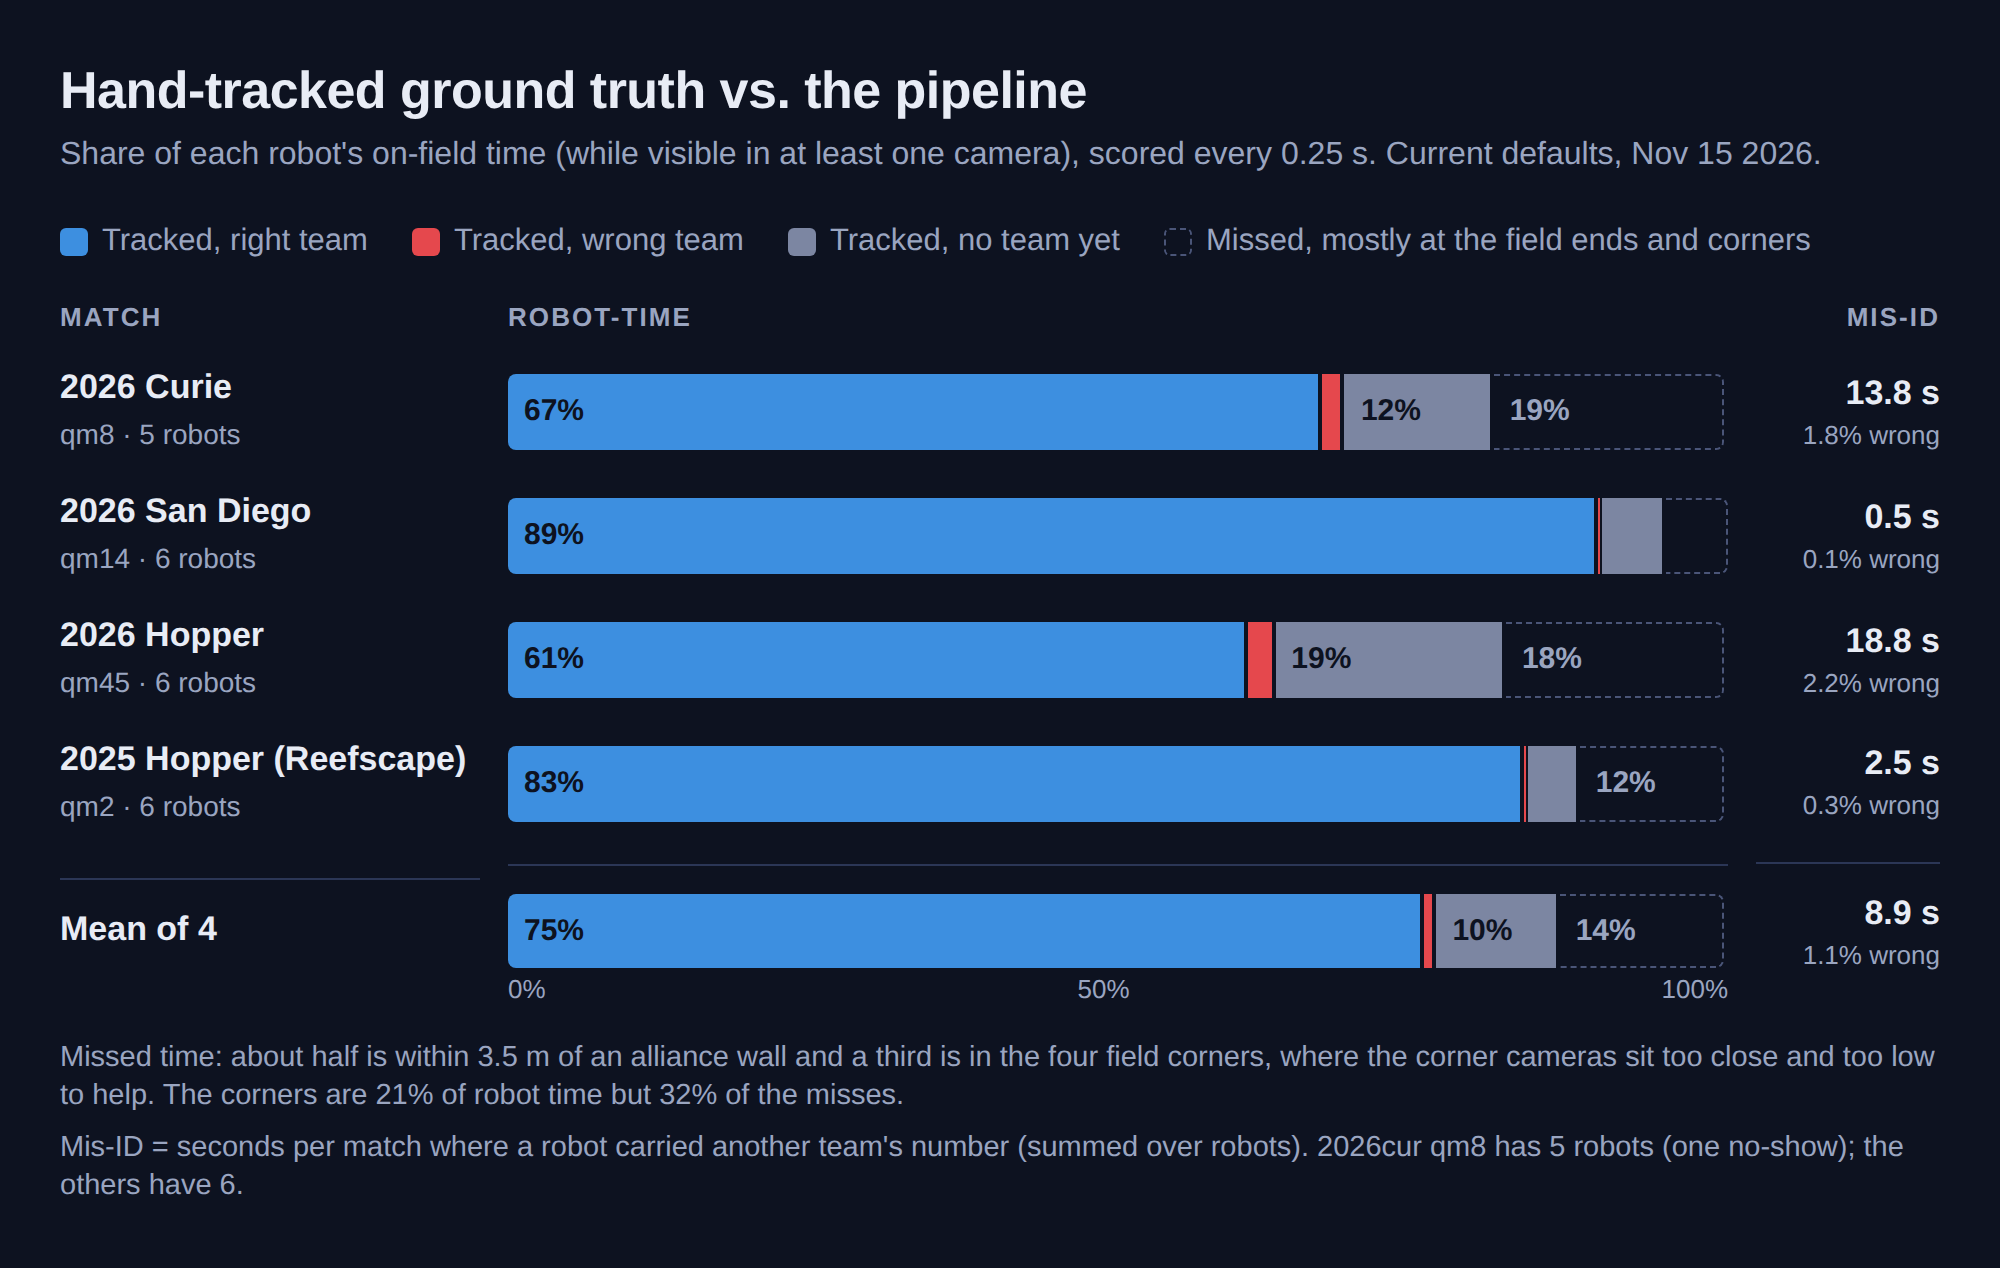 Hand-tracked ground truth vs. the pipeline
Share of each robot's on-field time (while visible in at least one camera), scored every 0.25 s. Current defaults, Nov 15 2026.
Tracked, right team
Tracked, wrong team
Tracked, no team yet
Missed, mostly at the field ends and corners
MATCH
ROBOT-TIME
MIS-ID
2026 Curie
qm8 · 5 robots
67%
12%
19%
13.8 s
1.8% wrong
2026 San Diego
qm14 · 6 robots
89%
0.5 s
0.1% wrong
2026 Hopper
qm45 · 6 robots
61%
19%
18%
18.8 s
2.2% wrong
2025 Hopper (Reefscape)
qm2 · 6 robots
83%
12%
2.5 s
0.3% wrong
Mean of 4
75%
10%
14%
8.9 s
1.1% wrong
0%
50%
100%
Missed time: about half is within 3.5 m of an alliance wall and a third is in the four field corners, where the corner cameras sit too close and too low
to help. The corners are 21% of robot time but 32% of the misses.
Mis-ID = seconds per match where a robot carried another team's number (summed over robots). 2026cur qm8 has 5 robots (one no-show); the
others have 6.